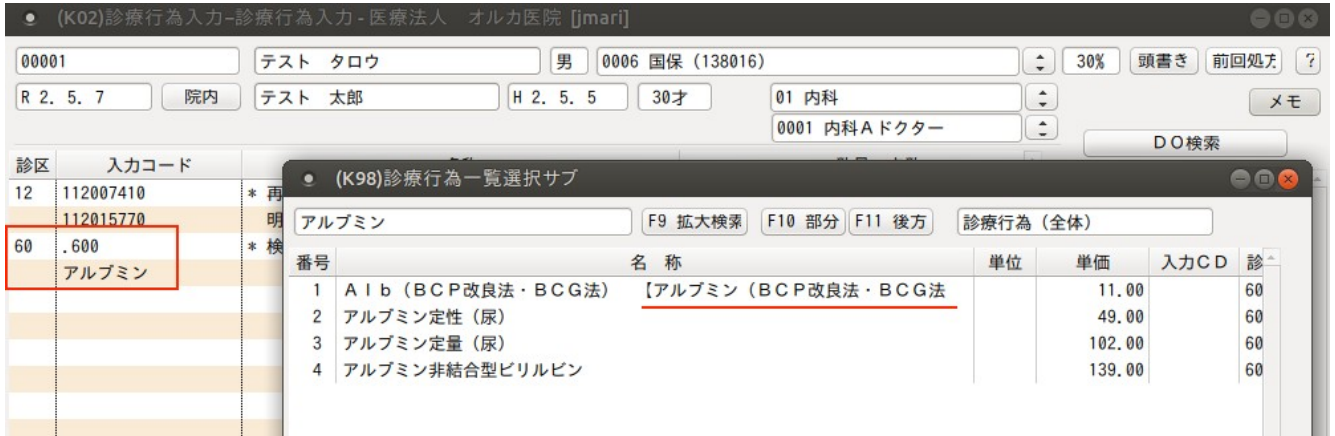 (K02)診療行為入力−診療行為入力 - 医療法人　オルカ医院 [jmari]
00001 テスト　タロウ 男 0006 国保 (138016) 30% 頭書き 前回処方 ?
R 2. 5. 7 院内 テスト　太郎 H 2. 5. 5 30才 01 内科 メモ
0001 内科Ａドクター
ＤＯ検索
診区 入力コード
12 112007410 * 再
112015770 明
60 .600 * 検
アルブミン
(K98)診療行為一覧選択サブ
アルブミン F9 拡大検索 F10 部分 F11 後方 診療行為（全体）
番号 名　称 単位 単価 入力ＣＤ 診
1 Ａｌｂ（ＢＣＰ改良法・ＢＣＧ法）　【アルブミン（ＢＣＰ改良法・ＢＣＧ法 11.00 60
2 アルブミン定性（尿） 49.00 60
3 アルブミン定量（尿） 102.00 60
4 アルブミン非結合型ビリルビン 139.00 60